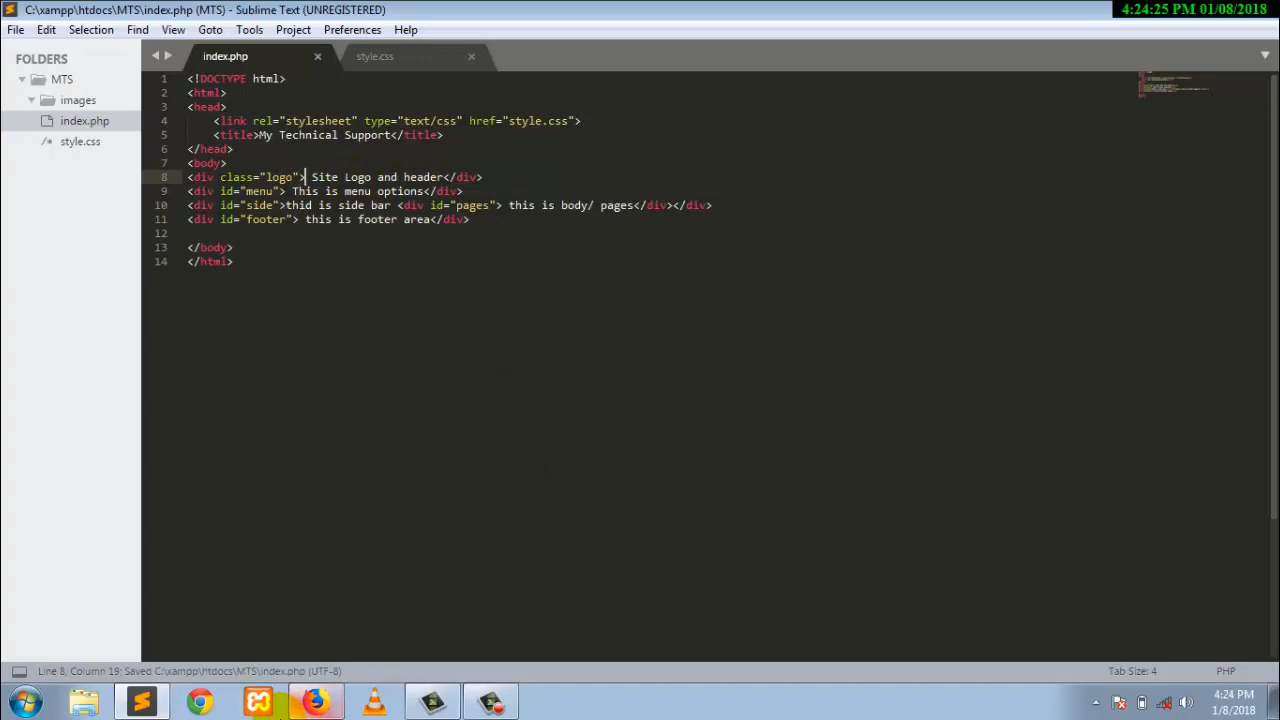 C:\xampp\htdocs\MTS\index.php (MTS) - Sublime Text (UNREGISTERED)
4:24:25 PM 01/08/2018
File Edit Selection Find View Goto Tools Project Preferences Help
FOLDERS
MTS
images
index.php
style.css
index.php
style.css
1 <!DOCTYPE html>
2 <html>
3 <head>
4 <link rel="stylesheet" type="text/css" href="style.css">
5 <title>My Technical Support</title>
6 </head>
7 <body>
8 <div class="logo"> Site Logo and header</div>
9 <div id="menu"> This is menu options</div>
10 <div id="side">thid is side bar <div id="pages"> this is body/ pages</div></div>
11 <div id="footer"> this is footer area</div>
12
13 </body>
14 </html>
Line 8, Column 19: Saved C:\xampp\htdocs\MTS\index.php (UTF-8)
Tab Size: 4
PHP
4:24 PM
1/8/2018